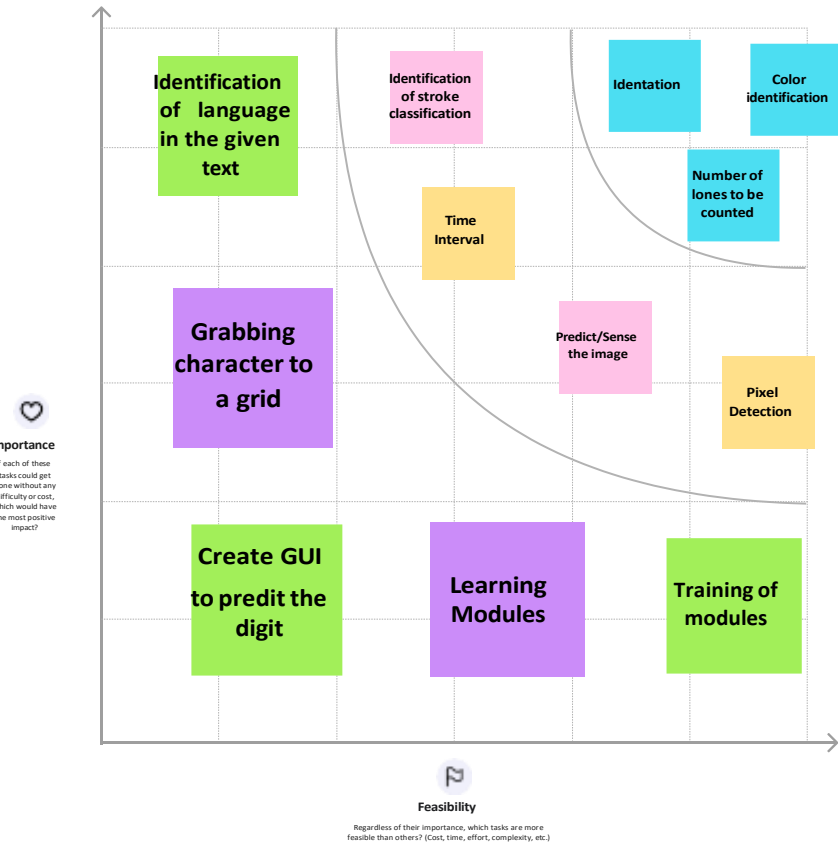 Identification
of language
in the given
text
Identification
of stroke
classification
Identation
Color
identification
Number of
lones to be
counted
Time
Interval
Grabbing
character to
a grid
Predict/Sense
the image
Pixel
Detection
mportance
f each of these
tasks could get
one without any
ifficulty or cost,
hich would have
he most positive
impact?
Create GUI
to predit the
digit
Learning
Modules
Training of
modules
Feasibility
Regardless of their importance, which tasks are more
feasible than others? (Cost, time, effort, complexity, etc.)